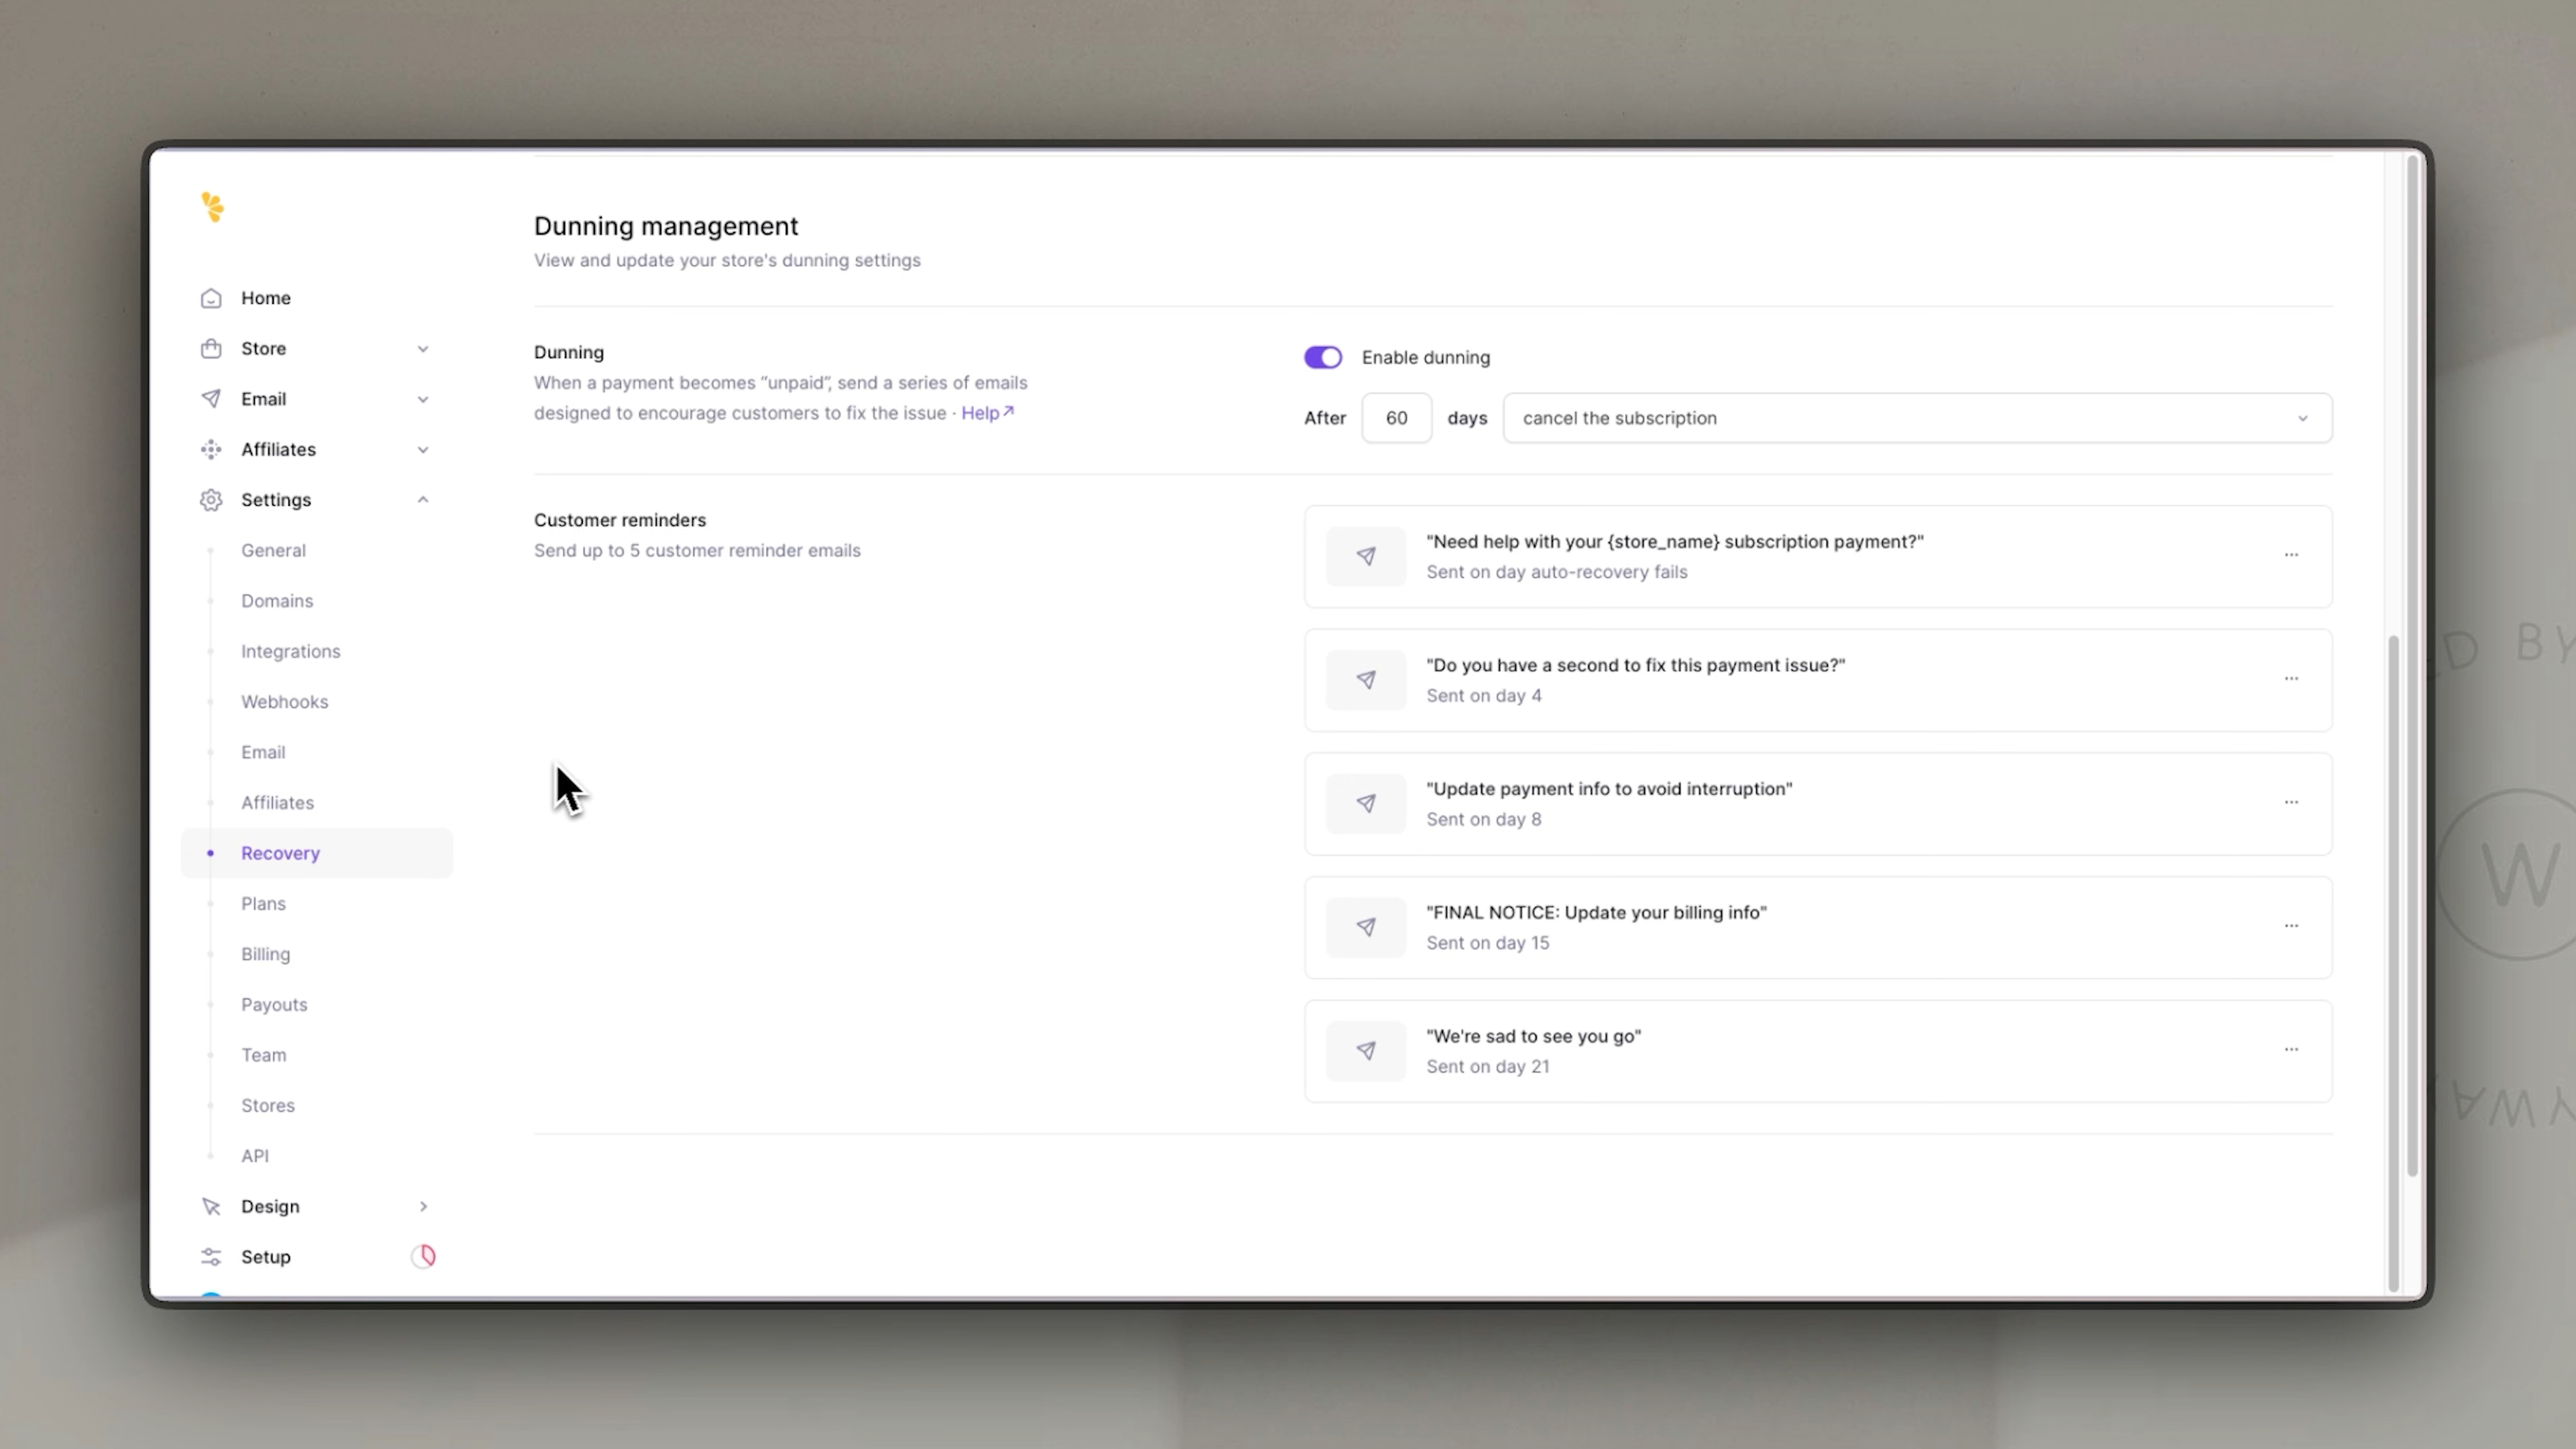 Home
Store
Email
Affiliates
Settings
General
Domains
Integrations
Webhooks
Email
Affiliates
Recovery
Plans
Billing
Payouts
Team
Stores
API
Design
Setup
Dunning management
View and update your store's dunning settings
Dunning
When a payment becomes “unpaid”, send a series of emails
designed to encourage customers to fix the issue · Help↗
Enable dunning
After 60 days cancel the subscription
Customer reminders
Send up to 5 customer reminder emails
"Need help with your {store_name} subscription payment?"
Sent on day auto-recovery fails
"Do you have a second to fix this payment issue?"
Sent on day 4
"Update payment info to avoid interruption"
Sent on day 8
"FINAL NOTICE: Update your billing info"
Sent on day 15
"We're sad to see you go"
Sent on day 21
BY
W